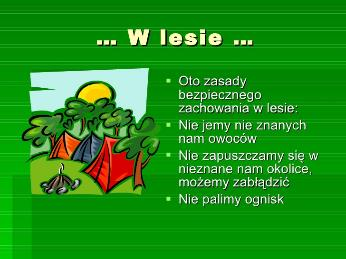 ... W lesie ...
Oto zasady
bezpiecznego
zachowania w lesie:
Nie jemy nie znanych
nam owoców
Nie zapuszczamy się w
nieznane nam okolice,
możemy zabłądzić
Nie palimy ognisk